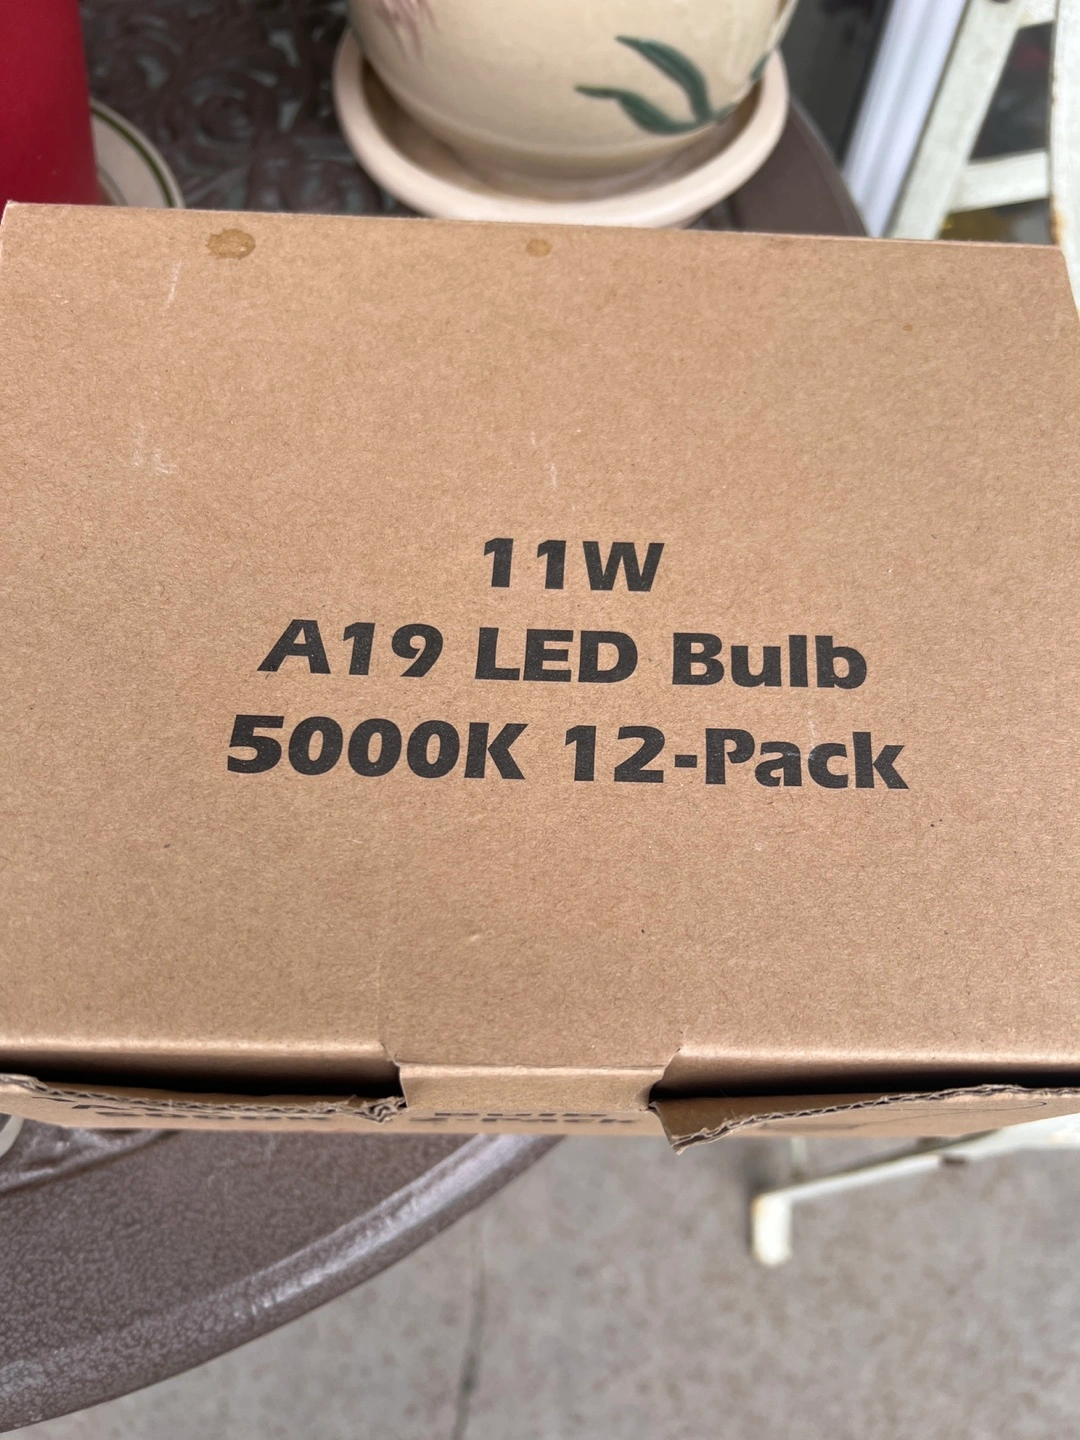 11W
A19 LED Bulb
5000K 12-Pack